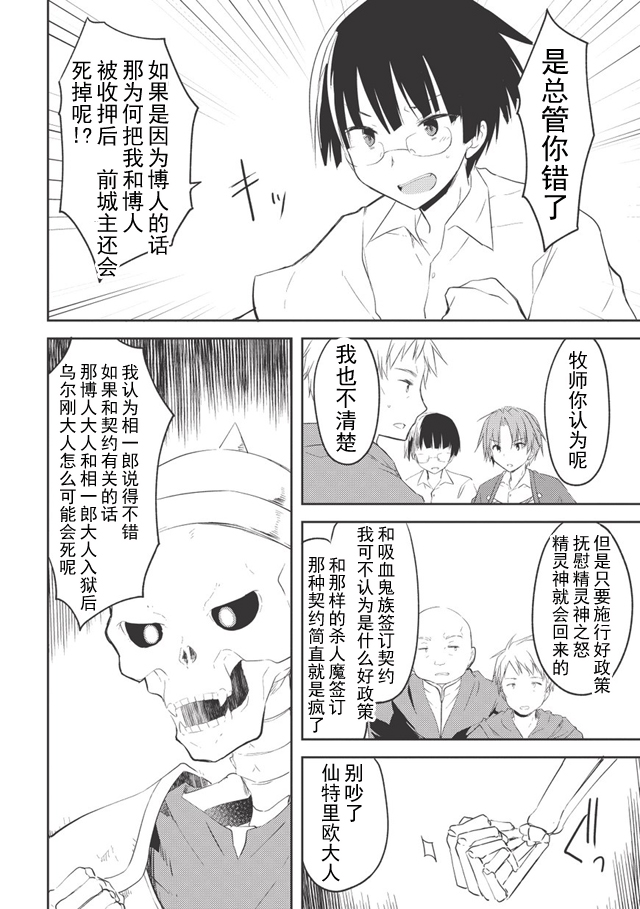 是总管你错了
如果是因为博人的话
那为何把我和博人
被收押后 前城主还会
死掉呢!?
牧师你认为呢
我也不清楚
但是只要施行好政策
抚慰精灵神之怒
精灵神就会回来的
和吸血鬼族签订契约
我可不认为是什么好政策
和那样的杀人魔签订
那种契约简直就是疯了
别吵了
仙特里欧大人
我认为相一郎说得不错
如果和契约有关的话
那博人大人和相一郎大人入狱后
乌尔刚大人怎么可能会死呢